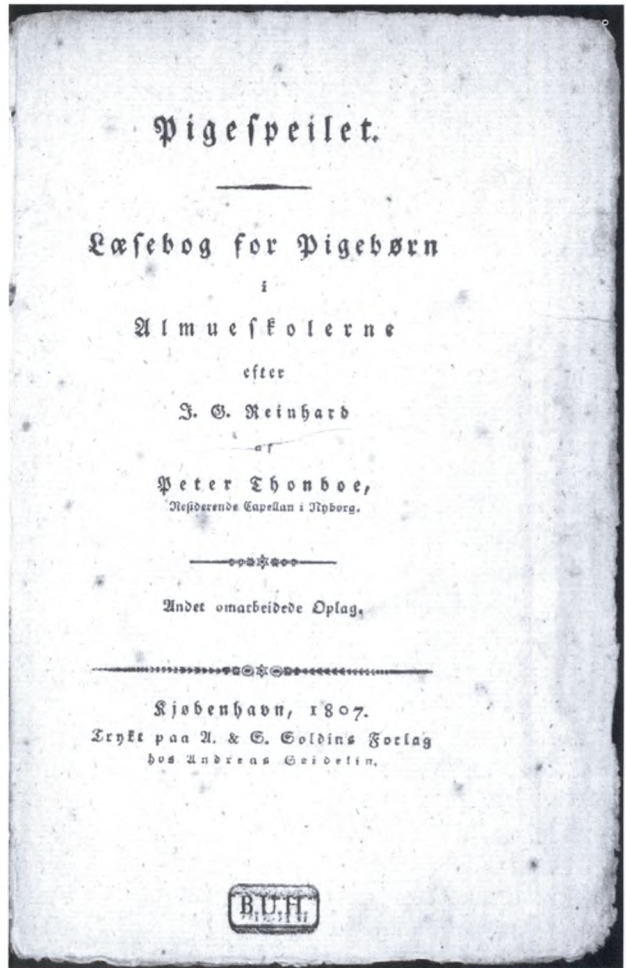 Pigespeilet.
Læsebog for Pigebørn
i
Almueskolerne
efter
J. G. Reinhard
af
Peter Thonboe,
Residerende Capellan i Nyborg.
Andet omarbeidede Oplag.
Kjøbenhavn, 1807.
Trykt paa A. & S. Soldins Forlag
hos Andreas Seidelin.
B.U.H.